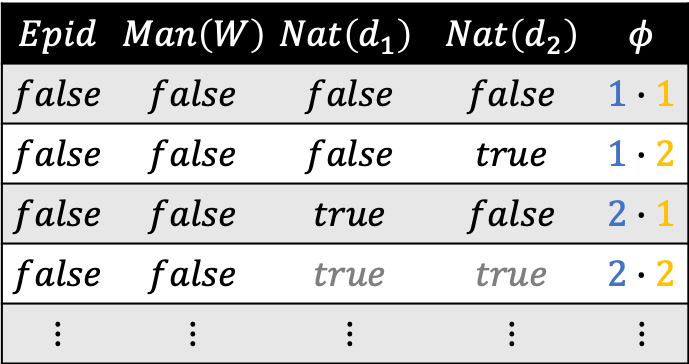 Epid Man(W) Nat(d₁) Nat(d₂) ϕ
false false false false 1 · 1
false false false true 1 · 2
false false true false 2 · 1
false false true true 2 · 2
⋮ ⋮ ⋮ ⋮ ⋮